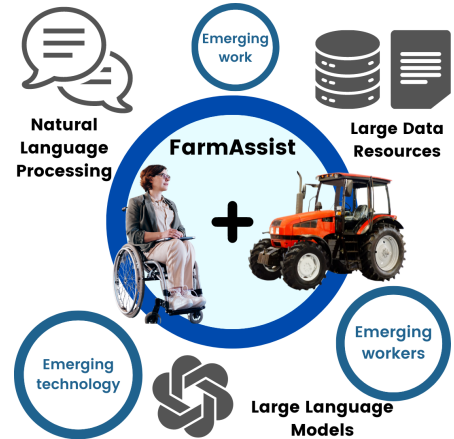 Emerging
work
Natural
Language
Processing
Large Data
Resources
FarmAssist
Emerging
workers
Emerging
technology
Large Language
Models